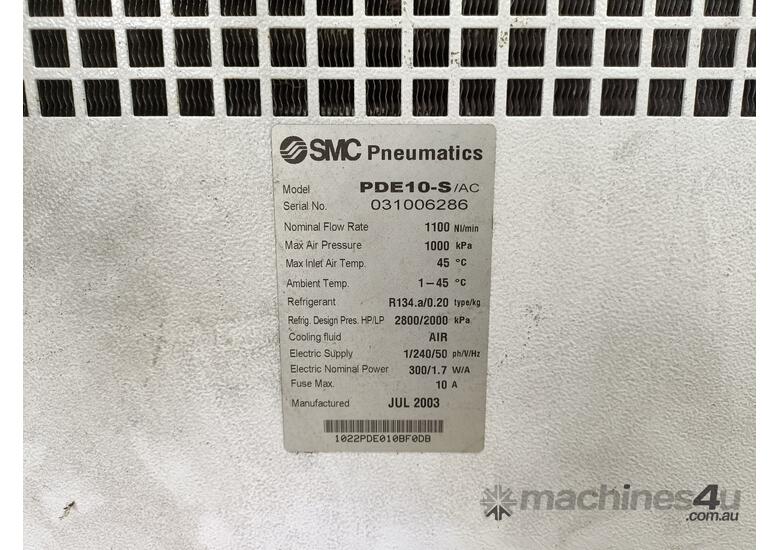 SMC Pneumatics
Model PDE10-S/AC
Serial No. 031006286
Nominal Flow Rate 1100 Nl/min
Max Air Pressure 1000 kPa
Max Inlet Air Temp. 45 °C
Ambient Temp. 1-45 °C
Refrigerant R134.a/0.20 type/kg
Refrig. Design Pres. HP/LP 2800/2000 kPa
Cooling fluid AIR
Electric Supply 1/240/50 ph/V/Hz
Electric Nominal Power 300/1.7 W/A
Fuse Max. 10 A
Manufactured JUL 2003
1022PDE010BF0DB
machines4u
.com.au